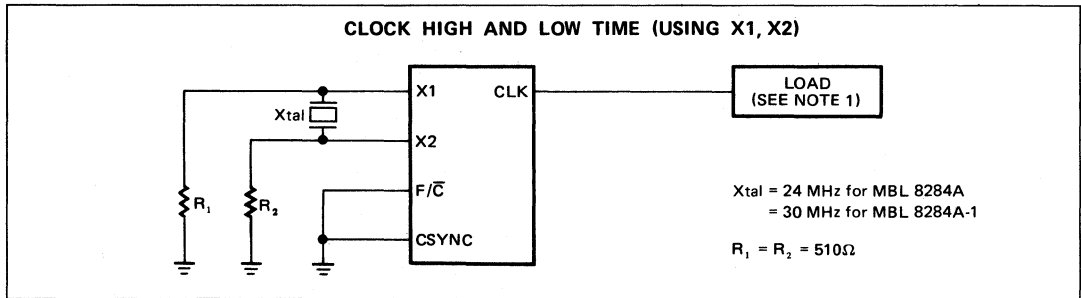 CLOCK HIGH AND LOW TIME (USING X1, X2)
X1
CLK
LOAD
(SEE NOTE 1)
Xtal
X2
F/C̅
R₁
R₂
CSYNC
Xtal = 24 MHz for MBL 8284A
= 30 MHz for MBL 8284A-1
R₁ = R₂ = 510Ω